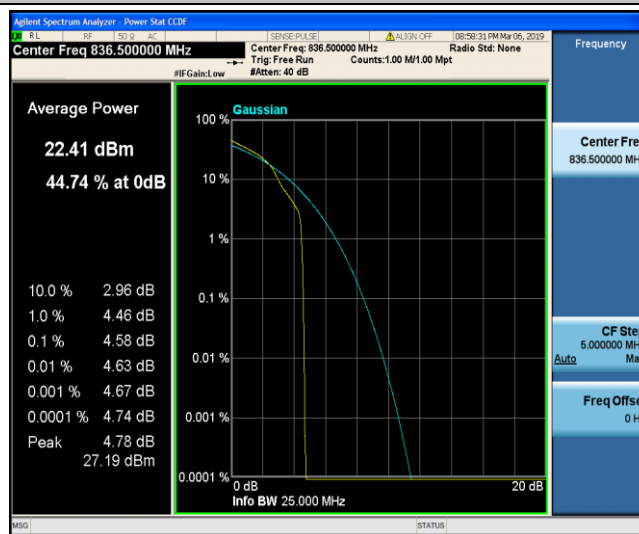 Agilent Spectrum Analyzer - Power Stat CCDF
RL RF 50 Ω AC SENSE:PULSE ALIGN OFF 08:58:31 PM Mar 06, 2019
Center Freq 836.500000 MHz
Center Freq: 836.500000 MHz Radio Std: None
Trig: Free Run Counts:1.00 M/1.00 Mpt
#IFGain:Low #Atten: 40 dB
Frequency
Average Power
22.41 dBm
44.74 % at 0dB
10.0 % 2.96 dB
1.0 % 4.46 dB
0.1 % 4.58 dB
0.01 % 4.63 dB
0.001 % 4.67 dB
0.0001 % 4.74 dB
Peak 4.78 dB
27.19 dBm
Gaussian
100 %
10 %
1 %
0.1 %
0.01 %
0.001 %
0.0001 %
0 dB 20 dB
Info BW 25.000 MHz
Center Fre
836.500000 MH
CF Ste
5.000000 MH
Auto Ma
Freq Offse
0 H
MSG STATUS